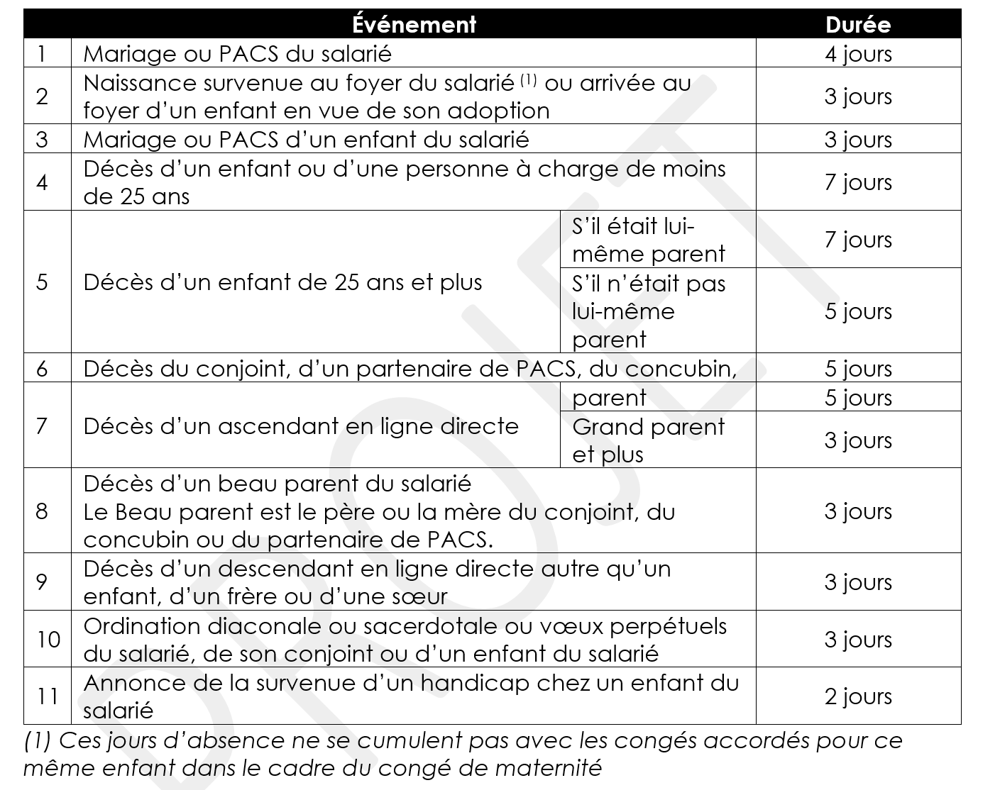 Événement Durée
1 Mariage ou PACS du salarié 4 jours
2 Naissance survenue au foyer du salarié (1) ou arrivée au
foyer d’un enfant en vue de son adoption 3 jours
3 Mariage ou PACS d’un enfant du salarié 3 jours
4 Décès d’un enfant ou d’une personne à charge de moins
de 25 ans 7 jours
5 Décès d’un enfant de 25 ans et plus
S’il était lui-
même parent 7 jours
S’il n’était pas
lui-même
parent 5 jours
6 Décès du conjoint, d’un partenaire de PACS, du concubin, 5 jours
7 Décès d’un ascendant en ligne directe
parent 5 jours
Grand parent
et plus 3 jours
8 Décès d’un beau parent du salarié
Le Beau parent est le père ou la mère du conjoint, du
concubin ou du partenaire de PACS. 3 jours
9 Décès d’un descendant en ligne directe autre qu’un
enfant, d’un frère ou d’une sœur 3 jours
10 Ordination diaconale ou sacerdotale ou vœux perpétuels
du salarié, de son conjoint ou d’un enfant du salarié 3 jours
11 Annonce de la survenue d’un handicap chez un enfant du
salarié 2 jours
(1) Ces jours d’absence ne se cumulent pas avec les congés accordés pour ce
même enfant dans le cadre du congé de maternité
PROJET